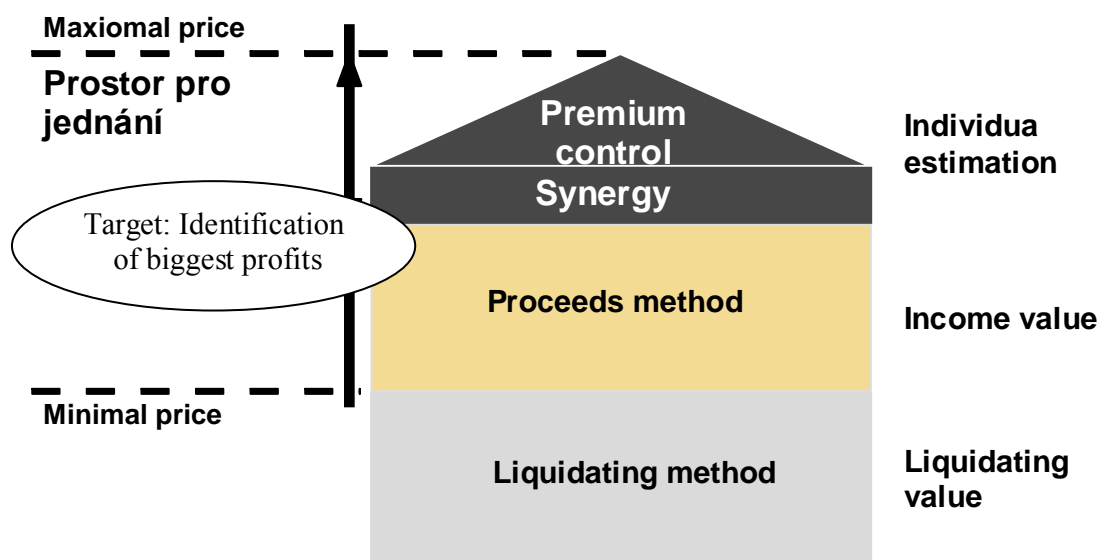 Maxiomal price
Prostor pro
jednání
Premium
control
Individua
estimation
Synergy
Target: Identification
of biggest profits
Proceeds method
Income value
Minimal price
Liquidating method
Liquidating
value